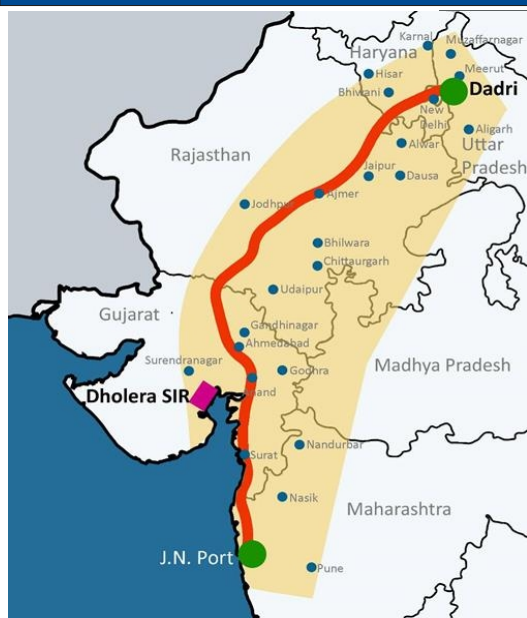 Karnal
Muzaffarnagar
Haryana
Hisar
Meerut
Bhiwani
Dadri
New
Delhi
Aligarh
Alwar
Uttar
Pradesh
Rajasthan
Jaipur
Dausa
Ajmer
Jodhpur
Bhilwara
Chittaurgarh
Udaipur
Gujarat
Gandhinagar
Ahmedabad
Surendranagar
Godhra
Madhya Pradesh
Dholera SIR
Anand
Nandurbar
Surat
Nasik
Maharashtra
J.N. Port
Pune